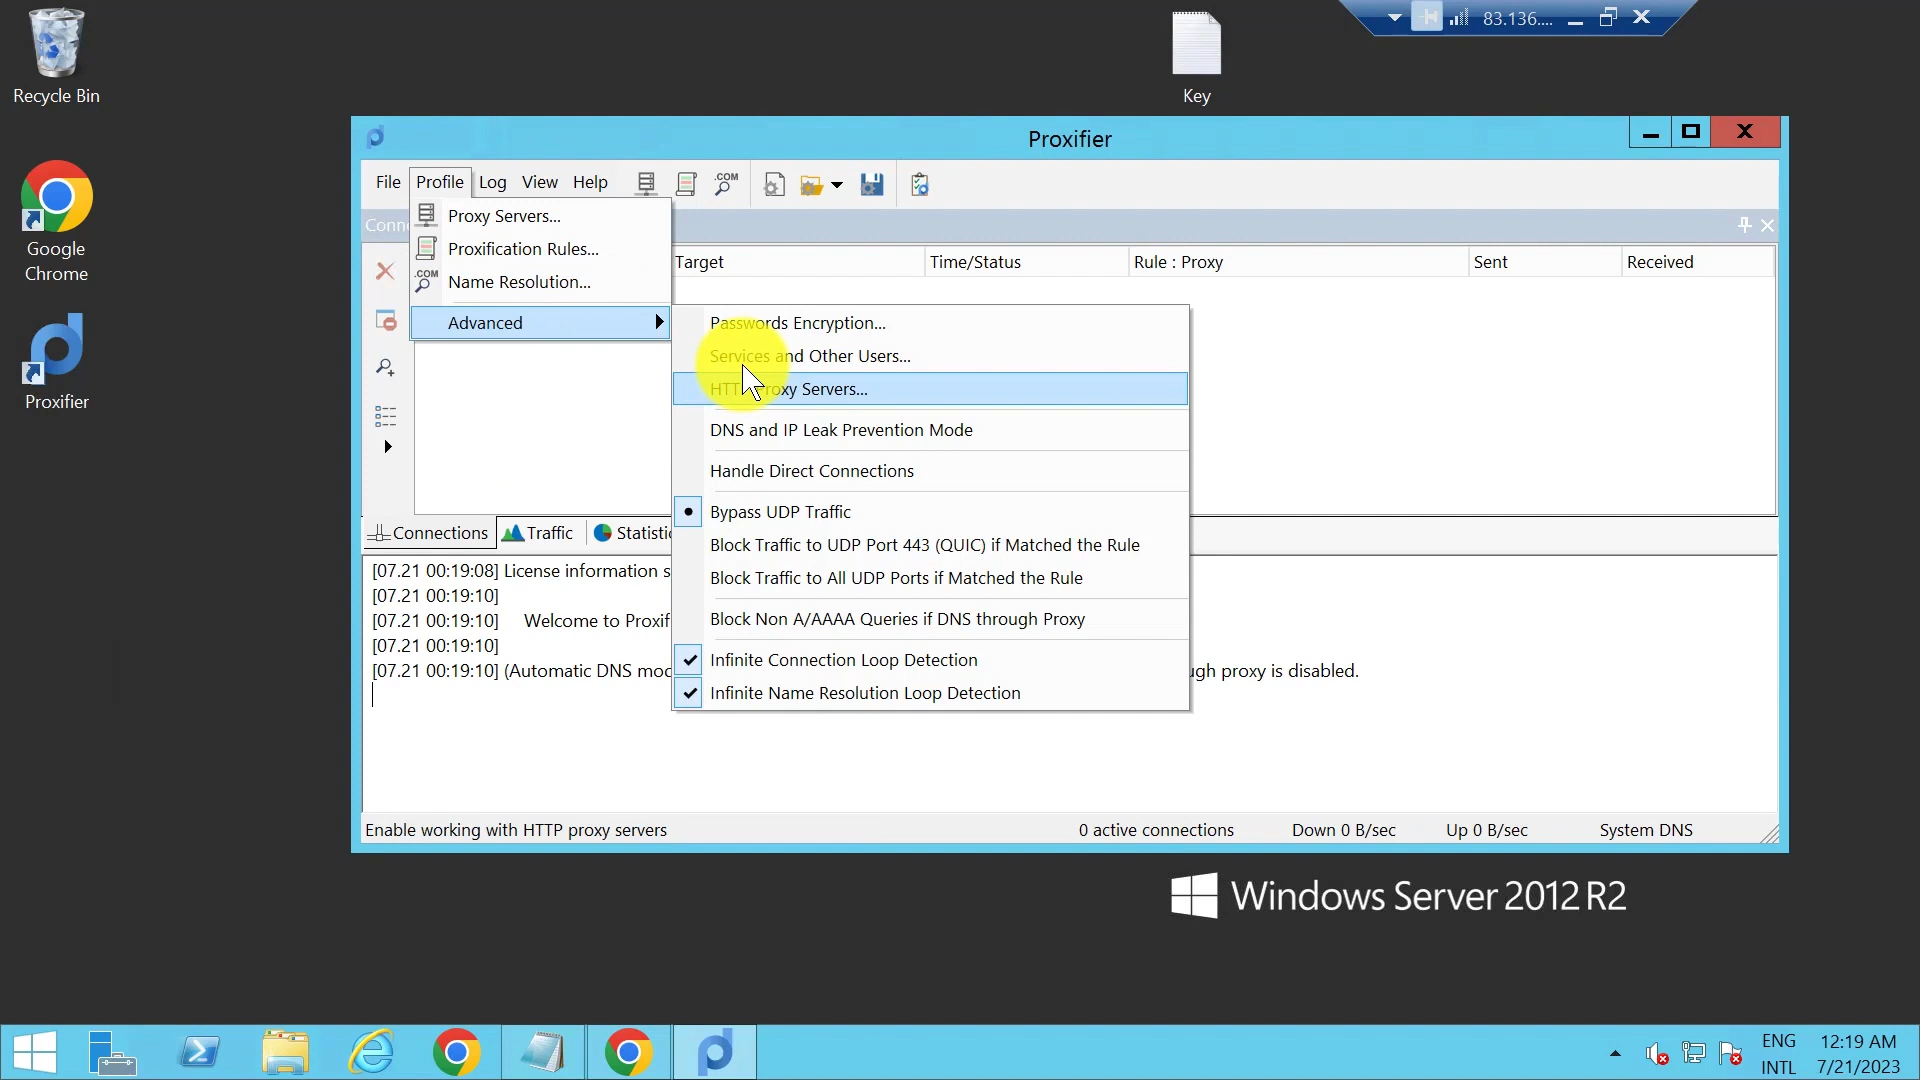 Recycle Bin
Google
Chrome
Proxifier
Key
83.136....
Proxifier
File Profile Log View Help .COM
Conn
Proxy Servers...
Proxification Rules...
.COM
Name Resolution...
Advanced
Target Time/Status Rule : Proxy Sent Received
Passwords Encryption...
Services and Other Users...
HTTP Proxy Servers...
DNS and IP Leak Prevention Mode
Handle Direct Connections
Bypass UDP Traffic
Block Traffic to UDP Port 443 (QUIC) if Matched the Rule
Block Traffic to All UDP Ports if Matched the Rule
Block Non A/AAAA Queries if DNS through Proxy
Infinite Connection Loop Detection
Infinite Name Resolution Loop Detection
Connections Traffic Statistic
[07.21 00:19:08] License information s
[07.21 00:19:10]
[07.21 00:19:10] Welcome to Proxif
[07.21 00:19:10]
[07.21 00:19:10] (Automatic DNS mod ugh proxy is disabled.
Enable working with HTTP proxy servers 0 active connections Down 0 B/sec Up 0 B/sec System DNS
Windows Server 2012 R2
ENG 12:19 AM
INTL 7/21/2023